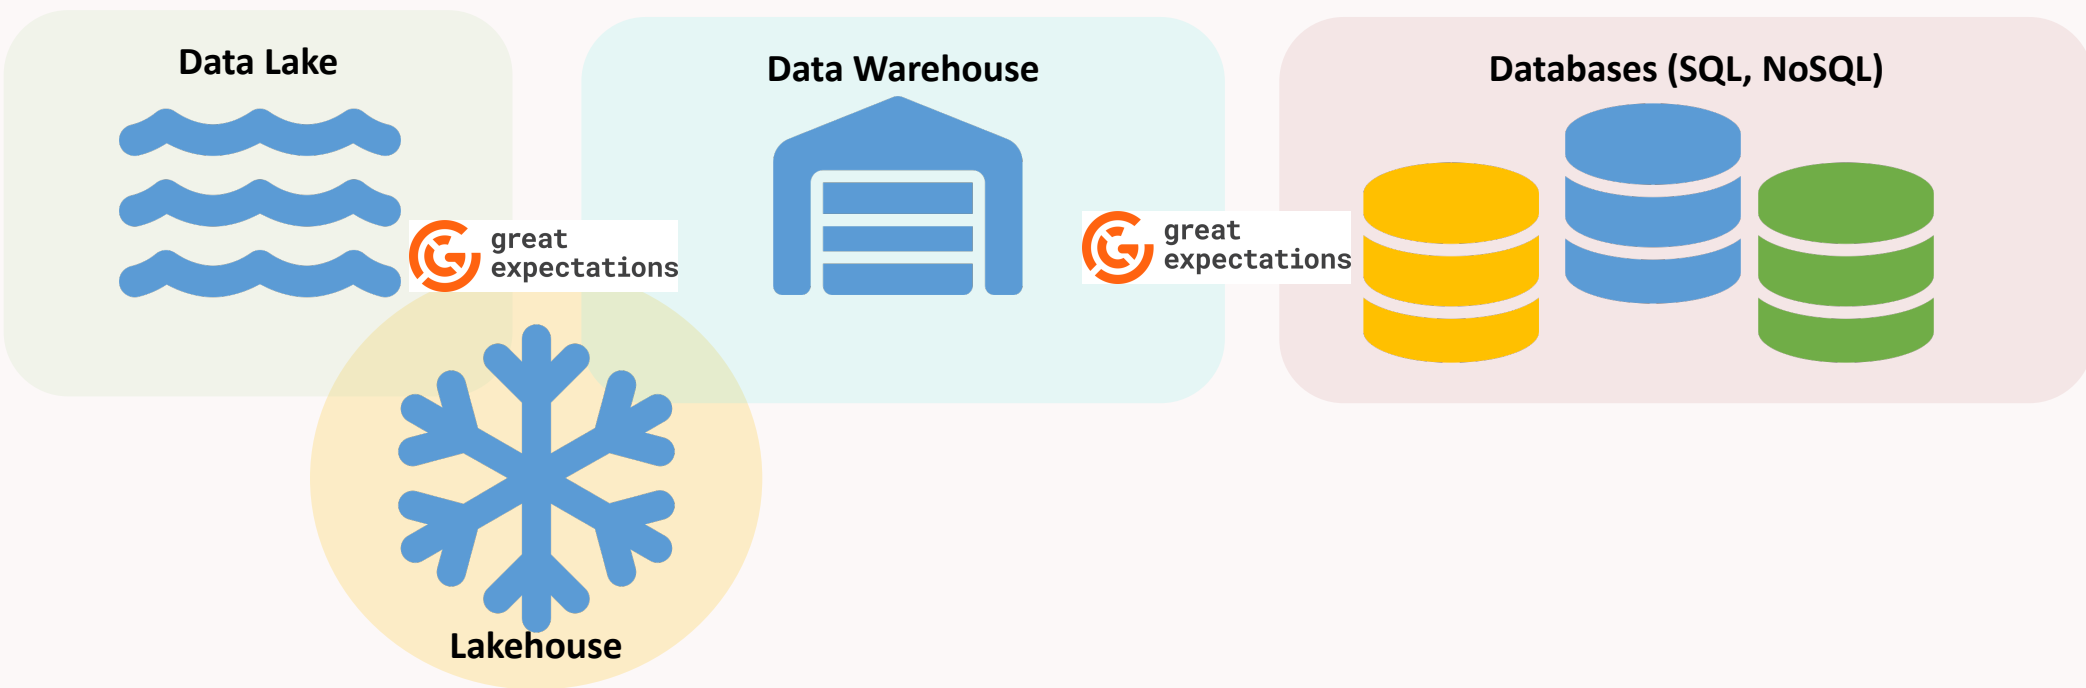 Data Lake
Data Warehouse
Databases (SQL, NoSQL)
great
expectations
great
expectations
Lakehouse